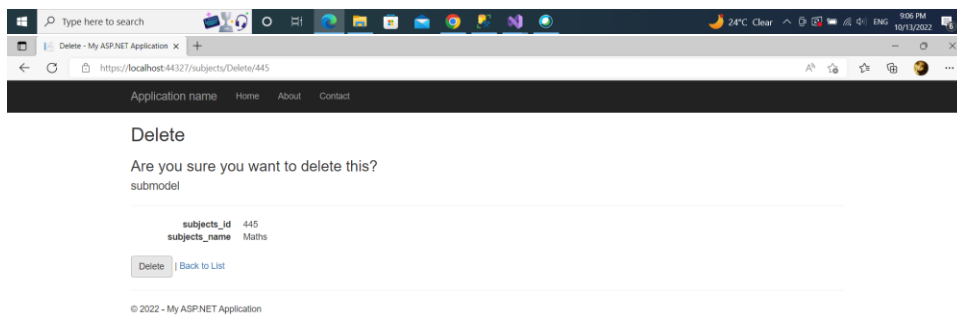 Type here to search
24°C Clear
ENG
9:06 PM
10/13/2022
6
Delete - My ASP.NET Application
https://localhost:44327/subjects/Delete/445
Application name Home About Contact
Delete
Are you sure you want to delete this?
submodel
subjects_id 445
subjects_name Maths
Delete | Back to List
© 2022 - My ASP.NET Application